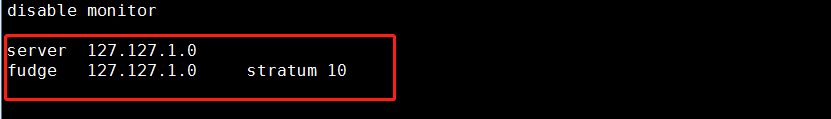 disable monitor
server  127.127.1.0
fudge   127.127.1.0     stratum 10